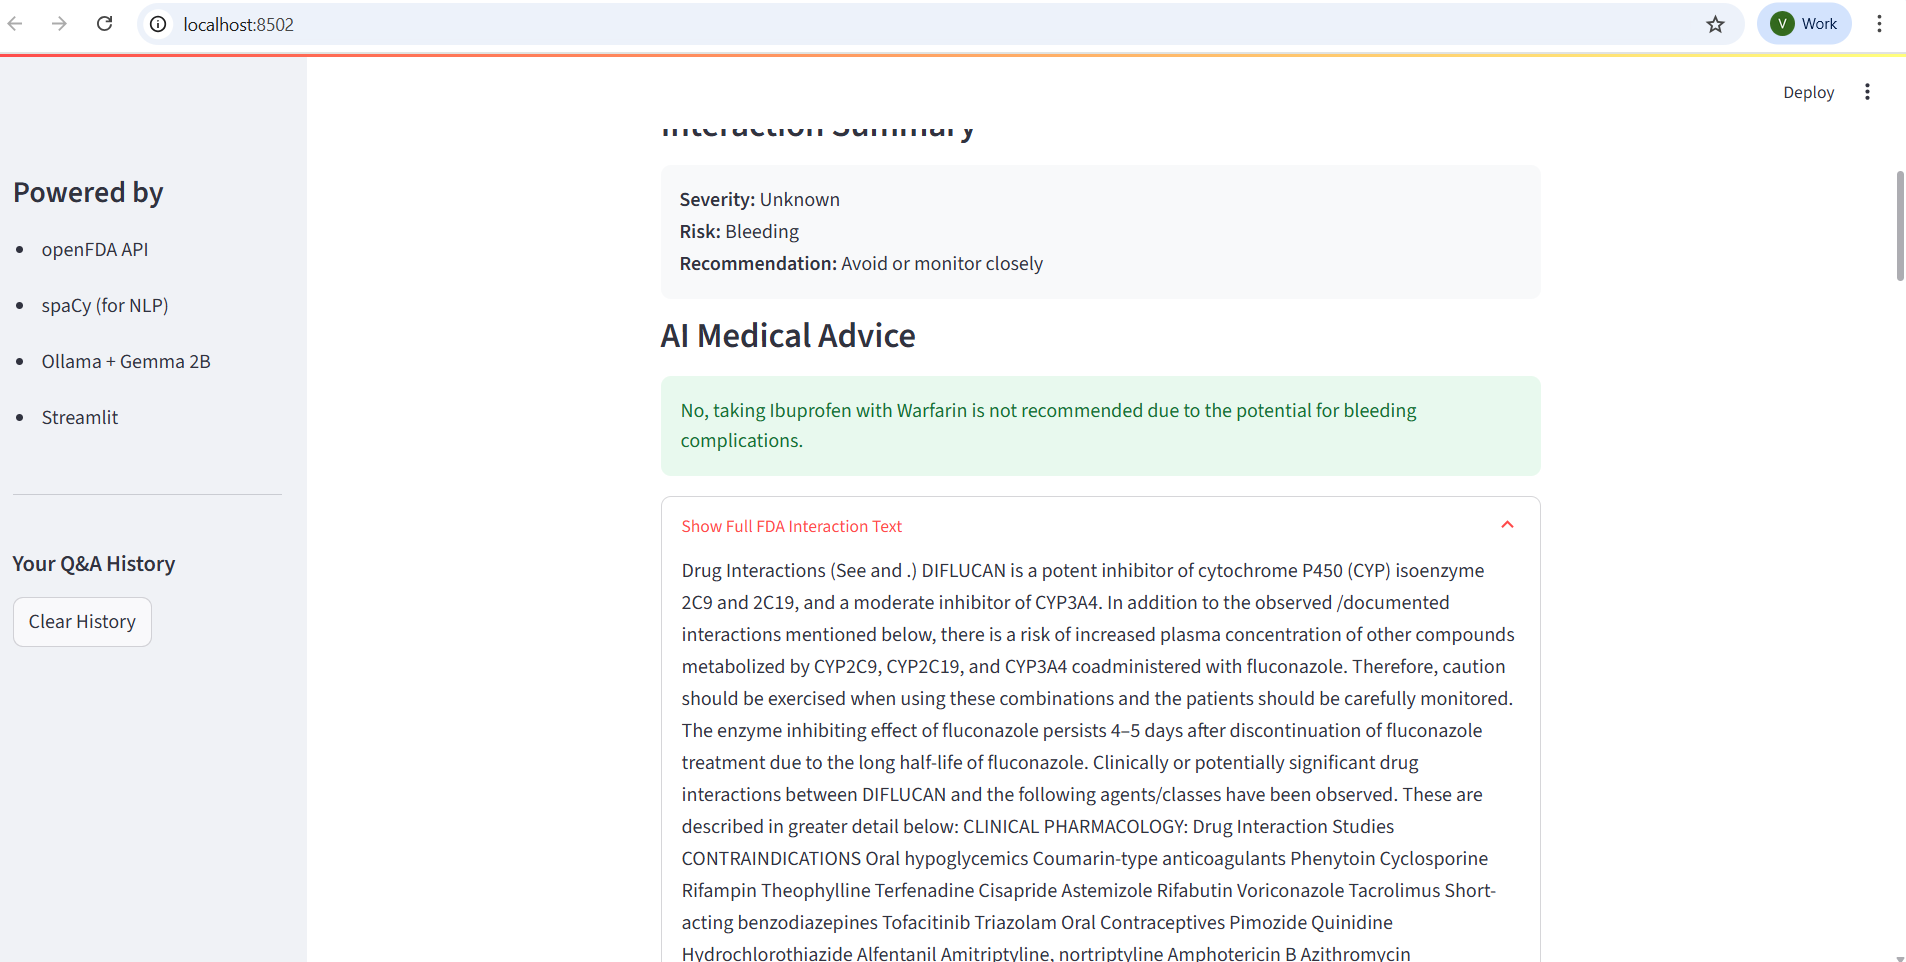 localhost:8502
V
Work
Deploy
Powered by
openFDA API
spaCy (for NLP)
Ollama + Gemma 2B
Streamlit
Your Q&A History
Clear History
Interaction Summary
Severity: Unknown
Risk: Bleeding
Recommendation: Avoid or monitor closely
AI Medical Advice
No, taking Ibuprofen with Warfarin is not recommended due to the potential for bleeding
complications.
Show Full FDA Interaction Text
Drug Interactions (See and .) DIFLUCAN is a potent inhibitor of cytochrome P450 (CYP) isoenzyme
2C9 and 2C19, and a moderate inhibitor of CYP3A4. In addition to the observed /documented
interactions mentioned below, there is a risk of increased plasma concentration of other compounds
metabolized by CYP2C9, CYP2C19, and CYP3A4 coadministered with fluconazole. Therefore, caution
should be exercised when using these combinations and the patients should be carefully monitored.
The enzyme inhibiting effect of fluconazole persists 4–5 days after discontinuation of fluconazole
treatment due to the long half-life of fluconazole. Clinically or potentially significant drug
interactions between DIFLUCAN and the following agents/classes have been observed. These are
described in greater detail below: CLINICAL PHARMACOLOGY: Drug Interaction Studies
CONTRAINDICATIONS Oral hypoglycemics Coumarin-type anticoagulants Phenytoin Cyclosporine
Rifampin Theophylline Terfenadine Cisapride Astemizole Rifabutin Voriconazole Tacrolimus Short-
acting benzodiazepines Tofacitinib Triazolam Oral Contraceptives Pimozide Quinidine
Hydrochlorothiazide Alfentanil Amitriptyline, nortriptyline Amphotericin B Azithromycin